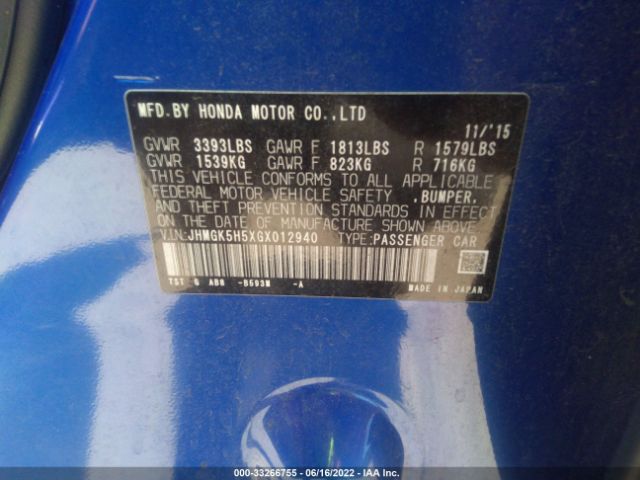 MFD.BY HONDA MOTOR CO.,LTD
11/'15
GVWR 3393LBS GAWR F 1813LBS R 1579LBS
GVWR 1539KG GAWR F 823KG R 716KG
THIS VEHICLE CONFORMS TO ALL APPLICABLE
FEDERAL MOTOR VEHICLE SAFETY ,BUMPER,
AND THEFT PREVENTION STANDARDS IN EFFECT
ON THE DATE OF MANUFACTURE SHOWN ABOVE.
VIN:JHMGK5H5XGX012940 TYPE:PASSENGER CAR
-B593M -A
MADE IN JAPAN
000-33266755 - 06/16/2022 - IAA Inc.